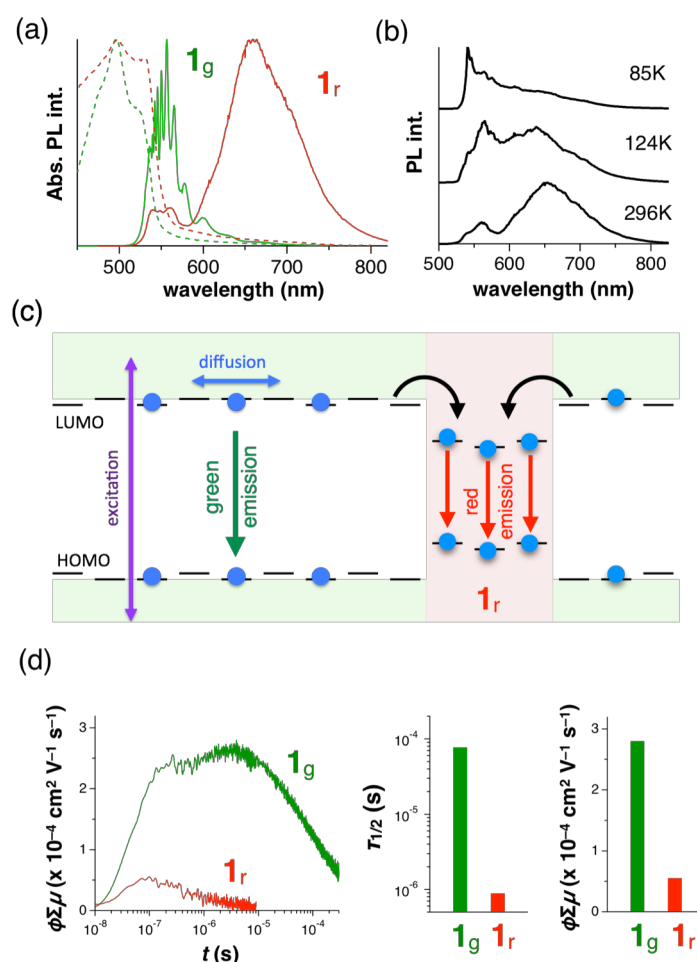 (a)
Abs. PL int.
1g
1r
500 600 700 800
wavelength (nm)
(b)
PL int.
85K
124K
296K
500 600 700 800
wavelength (nm)
(c)
diffusion
LUMO
excitation
green
emission
red
emission
HOMO
1r
(d)
ϕΣμ (x 10⁻⁴ cm² V⁻¹ s⁻¹)
3
2
1
0
1g
1r
10⁻⁸ 10⁻⁷ 10⁻⁶ 10⁻⁵ 10⁻⁴
t (s)
τ1/2 (s)
10⁻⁴
10⁻⁵
10⁻⁶
1g 1r
ϕΣμ (x 10⁻⁴ cm² V⁻¹ s⁻¹)
3
2
1
0
1g 1r